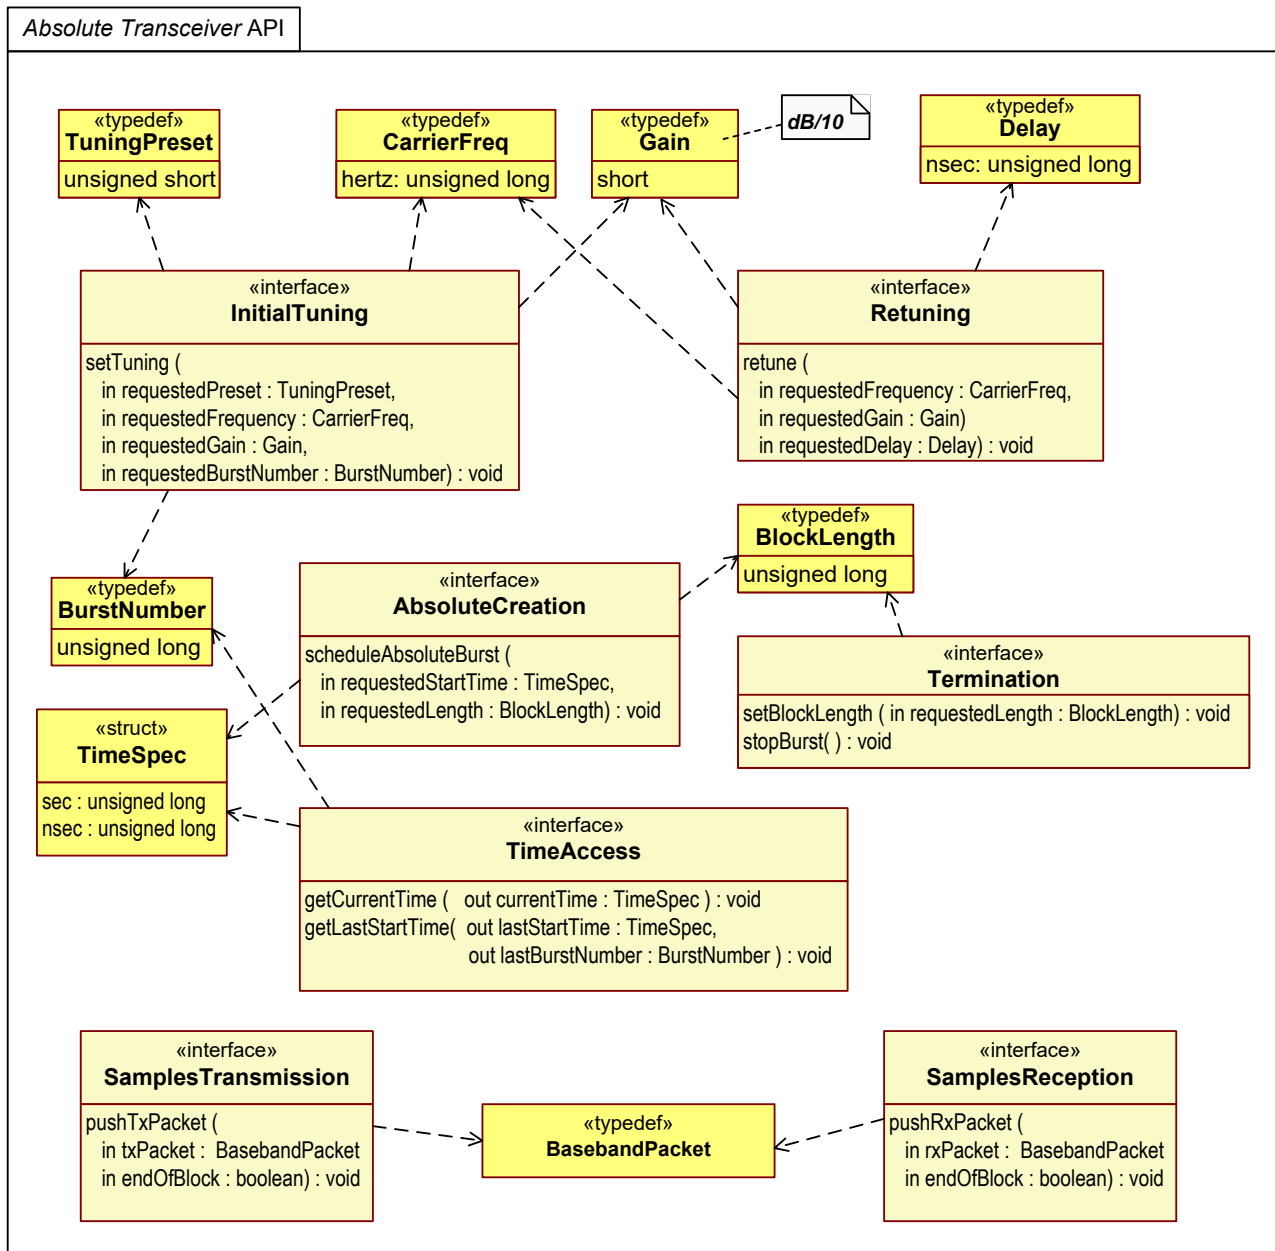 Absolute Transceiver API
«typedef»
TuningPreset
unsigned short
«typedef»
CarrierFreq
hertz: unsigned long
«typedef»
Gain
short
dB/10
«typedef»
Delay
nsec: unsigned long
«interface»
InitialTuning
setTuning (
in requestedPreset : TuningPreset,
in requestedFrequency : CarrierFreq,
in requestedGain : Gain,
in requestedBurstNumber : BurstNumber) : void
«interface»
Retuning
retune (
in requestedFrequency : CarrierFreq,
in requestedGain : Gain)
in requestedDelay : Delay) : void
«typedef»
BlockLength
unsigned long
«typedef»
BurstNumber
unsigned long
«interface»
AbsoluteCreation
scheduleAbsoluteBurst (
in requestedStartTime : TimeSpec,
in requestedLength : BlockLength) : void
«interface»
Termination
setBlockLength ( in requestedLength : BlockLength) : void
stopBurst( ) : void
«struct»
TimeSpec
sec : unsigned long
nsec : unsigned long
«interface»
TimeAccess
getCurrentTime ( out currentTime : TimeSpec ) : void
getLastStartTime( out lastStartTime : TimeSpec,
out lastBurstNumber : BurstNumber ) : void
«interface»
SamplesTransmission
pushTxPacket (
in txPacket : BasebandPacket
in endOfBlock : boolean) : void
«typedef»
BasebandPacket
«interface»
SamplesReception
pushRxPacket (
in rxPacket : BasebandPacket
in endOfBlock : boolean) : void